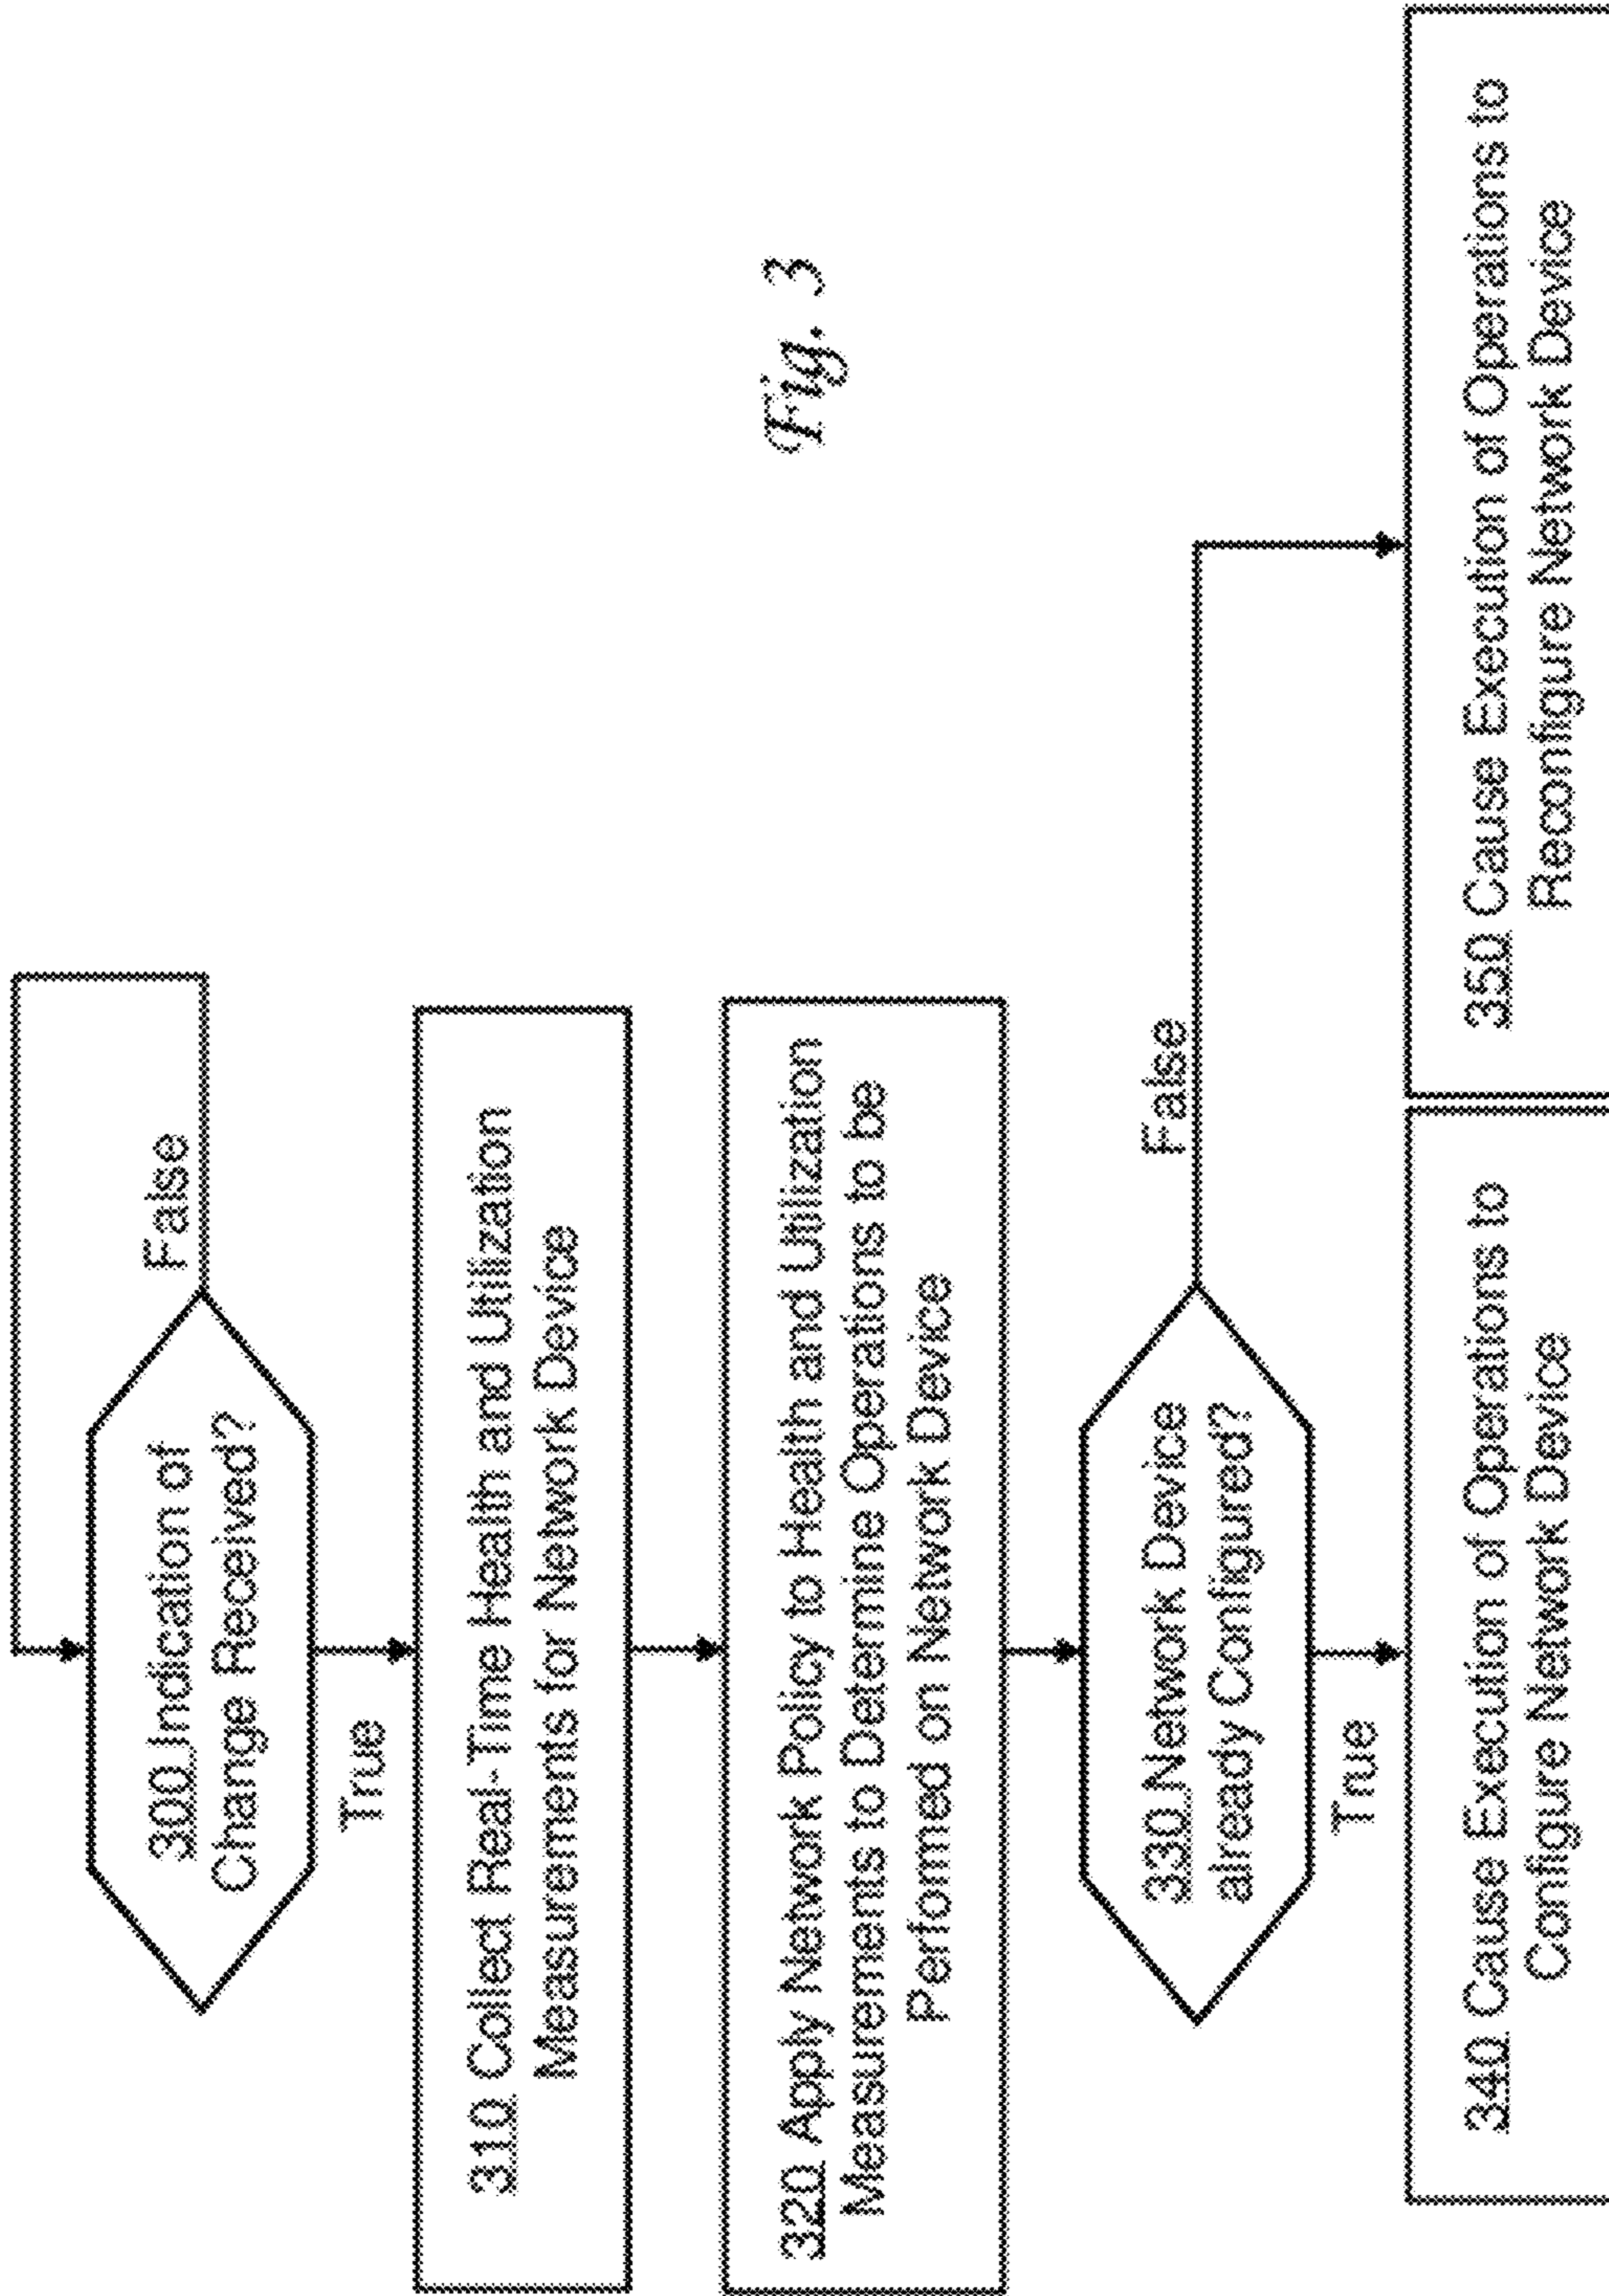 300 Indication of
Change Received?
False
True
310 Collect Real-Time Health and Utilization
Measurements for Network Device
320 Apply Network Policy to Health and Utilization
Measurements to Determine Operations to be
Performed on Network Device
330 Network Device
already Configured?
False
True
340 Cause Execution of Operations to
Configure Network Device
350 Cause Execution of Operations to
Reconfigure Network Device
Fig. 3